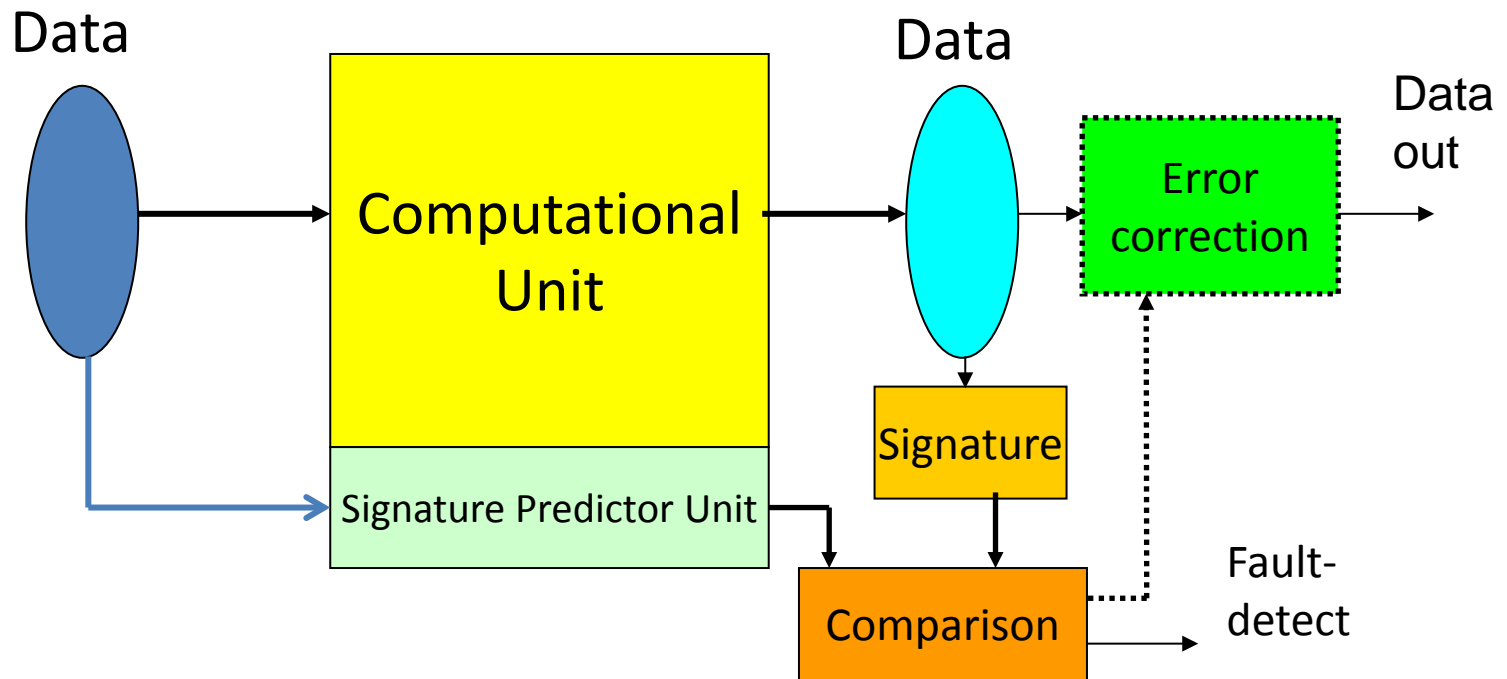 Data
Data
Data
out
Computational
Unit
Error
correction
Signature
Signature Predictor Unit
Comparison
Fault-
detect